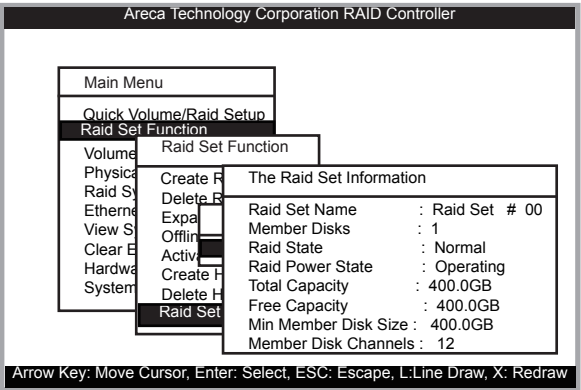 Areca Technology Corporation RAID Controller
Main Menu
Quick Volume/Raid Setup
Raid Set Function
Volume
Physica
Raid Sy
Etherne
View S
Clear E
Hardwa
System
Raid Set Function
Create R
Delete R
Expa
Offlin
Activ
Create H
Delete H
Raid Set
The Raid Set Information
Raid Set Name : Raid Set # 00
Member Disks : 1
Raid State : Normal
Raid Power State : Operating
Total Capacity : 400.0GB
Free Capacity : 400.0GB
Min Member Disk Size : 400.0GB
Member Disk Channels : 12
Arrow Key: Move Cursor, Enter: Select, ESC: Escape, L:Line Draw, X: Redraw